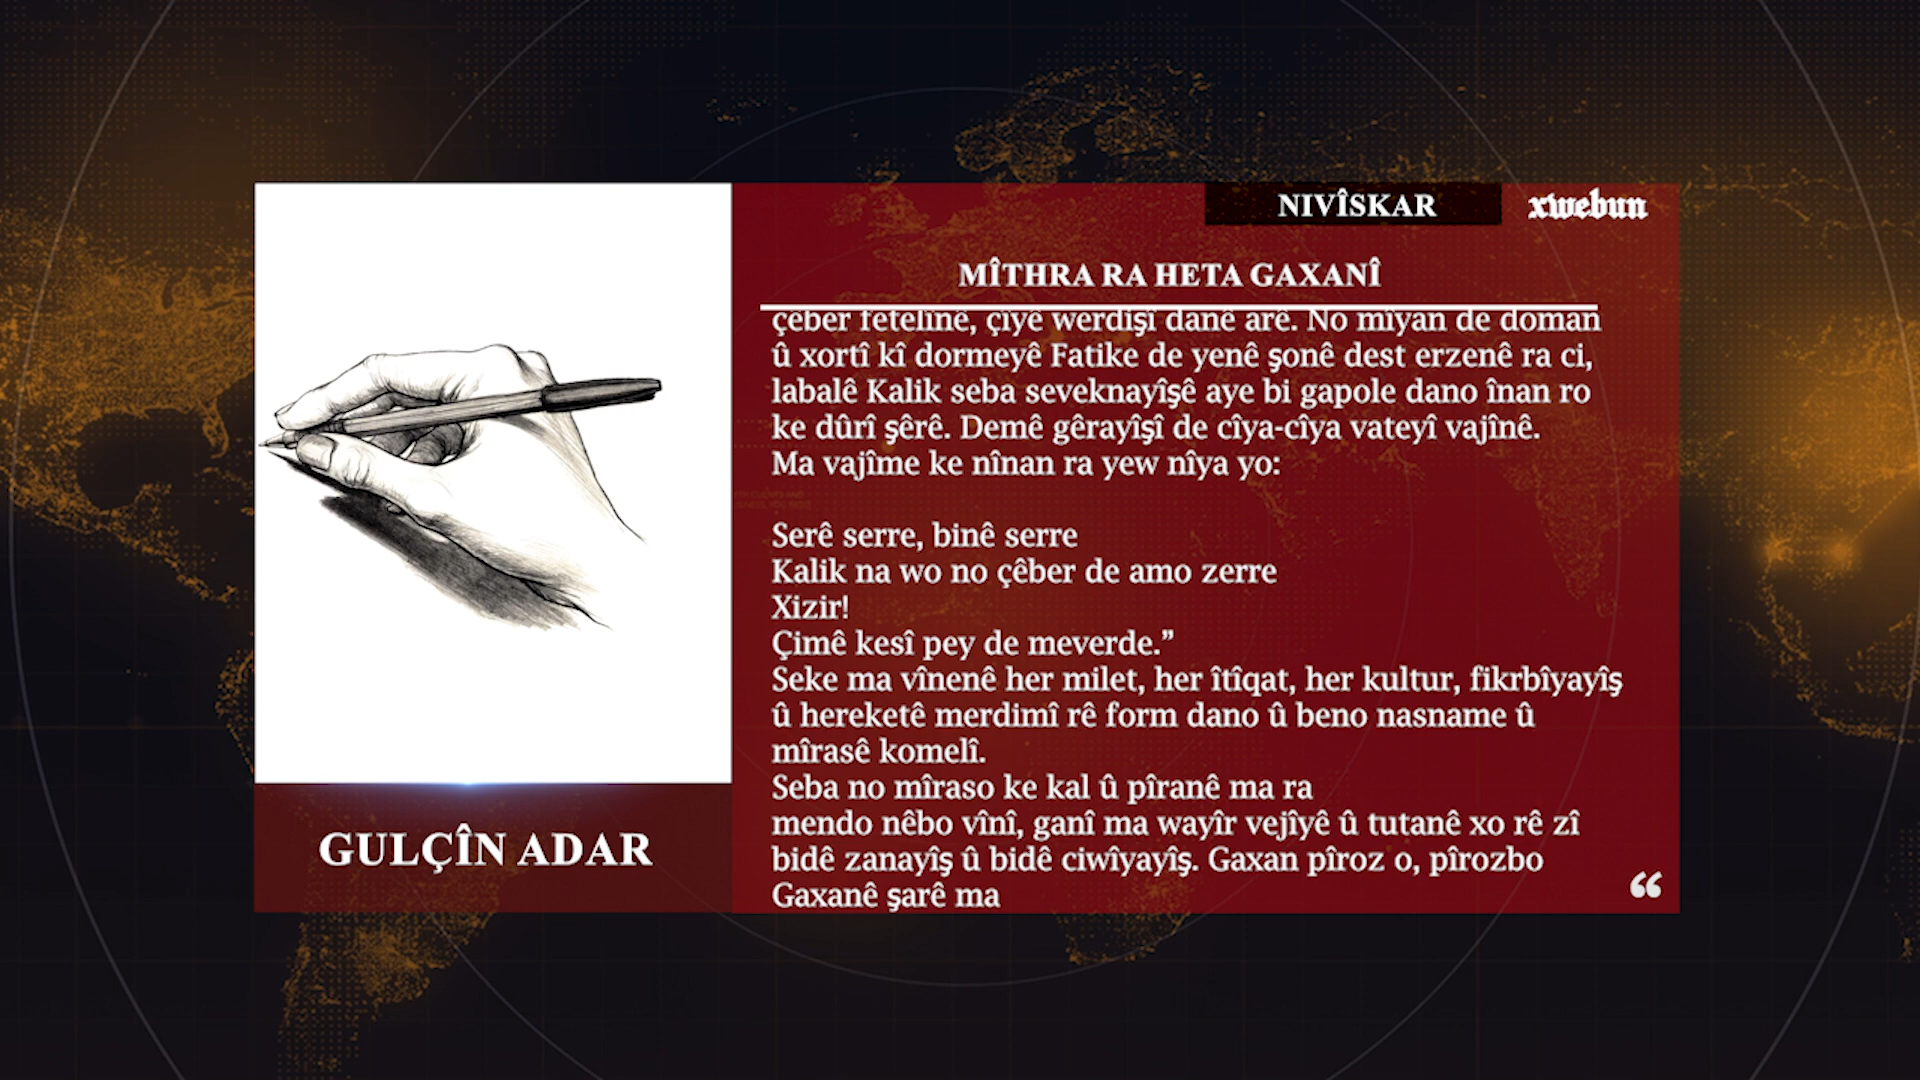 NIVÎSKAR
xwebun
MÎTHRA RA HETA GAXANÎ
çêber fetelînê, çîyê werdişî danê arê. No mîyan de doman
û xortî kî dormeyê Fatike de yenê şonê dest erzenê ra ci,
labalê Kalik seba seveknayîşê aye bi gapole dano înan ro
ke dûrî şêrê. Demê gêrayîşî de cîya-cîya vateyî vajînê.
Ma vajîme ke nînan ra yew nîya yo:
Serê serre, binê serre
Kalik na wo no çêber de amo zerre
Xizir!
Çimê kesî pey de meverde.”
Seke ma vînenê her milet, her îtîqat, her kultur, fikrbîyayîş
û hereketê merdimî rê form dano û beno nasname û
mîrasê komelî.
Seba no mîraso ke kal û pîranê ma ra
mendo nêbo vînî, ganî ma wayîr vejîyê û tutanê xo rê zî
bidê zanayîş û bidê ciwîyayîş. Gaxan pîroz o, pîrozbo
Gaxanê şarê ma
“
GULÇÎN ADAR